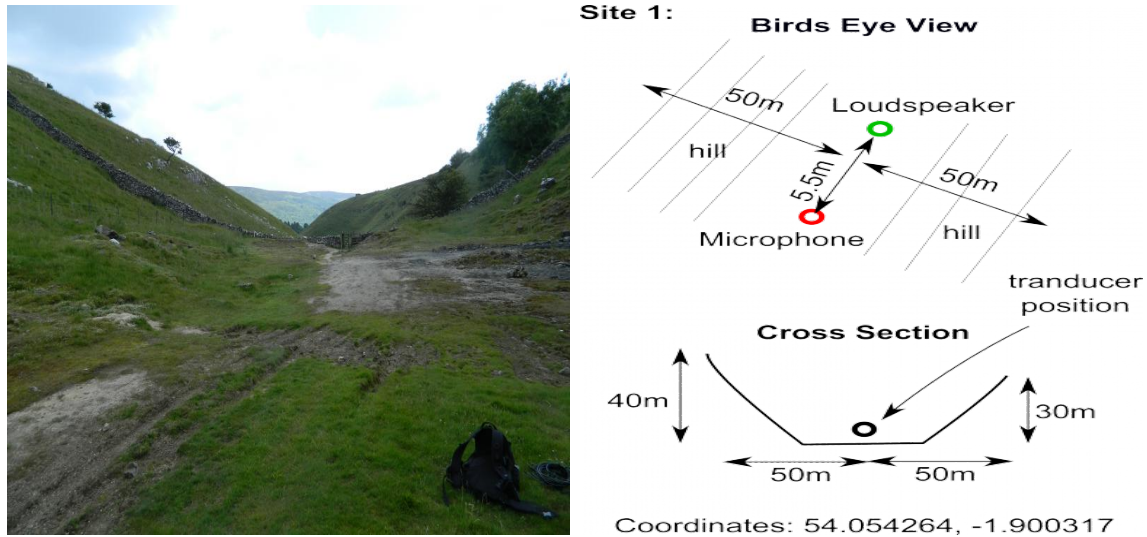 Site 1:
Birds Eye View
50m
Loudspeaker
hill
5.5m
50m
Microphone
hill
tranducer
position
Cross Section
40m
30m
50m
50m
Coordinates: 54.054264, -1.900317